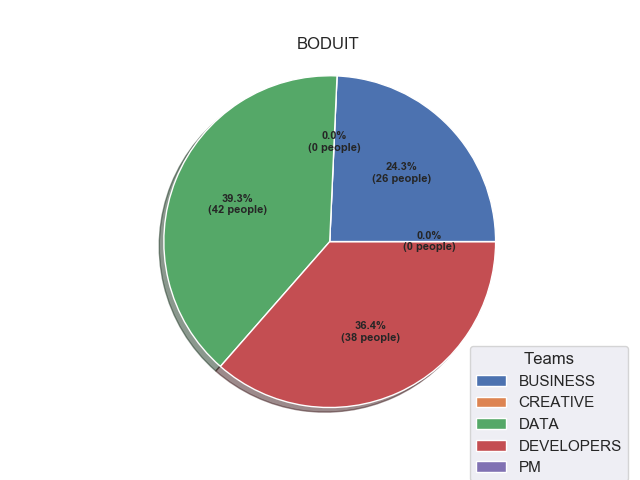 BODUIT
0.0%
(0 people)
24.3%
(26 people)
39.3%
(42 people)
0.0%
(0 people)
36.4%
(38 people)
Teams
BUSINESS
CREATIVE
DATA
DEVELOPERS
PM